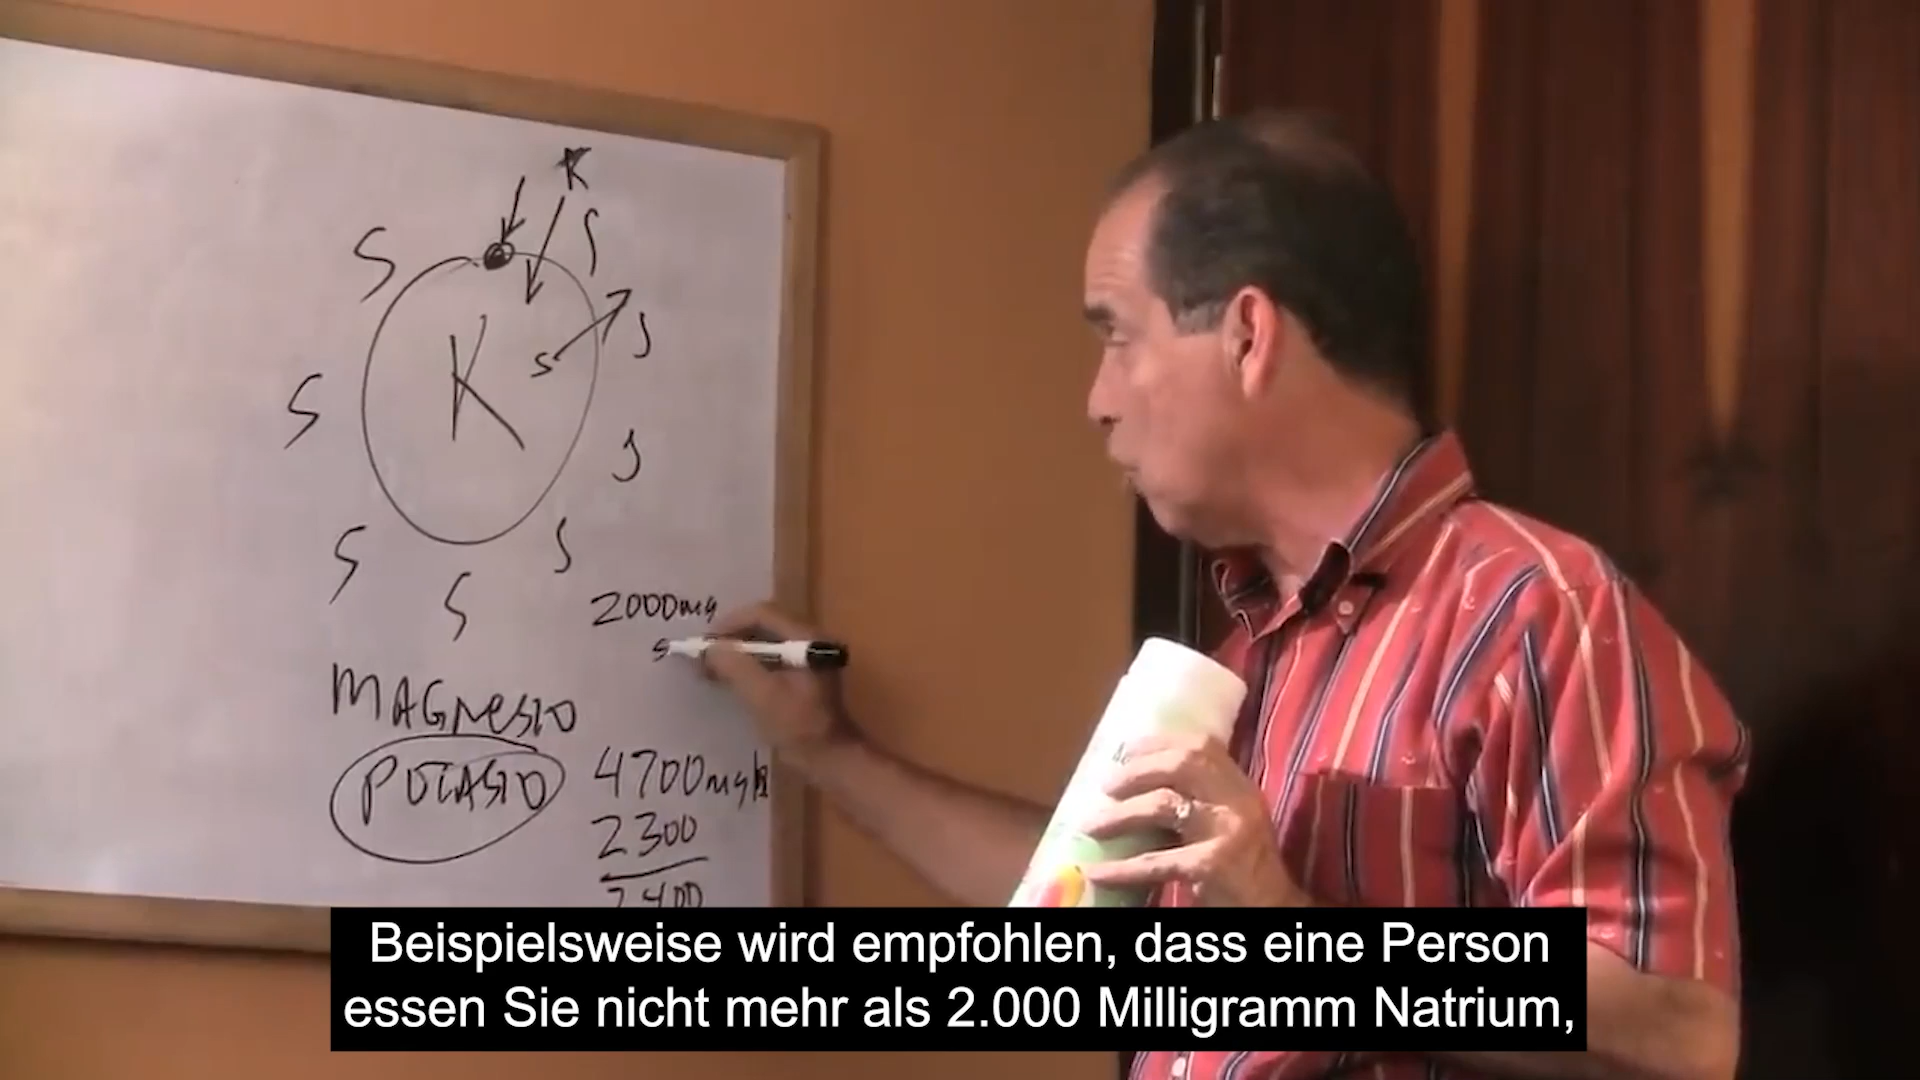 K
S
S
S
K
S
S
S
S
S
S
2000mg
S
MAGNESIO
POTASIO
4700mg
2300
2400
Beispielsweise wird empfohlen, dass eine Person
essen Sie nicht mehr als 2.000 Milligramm Natrium,